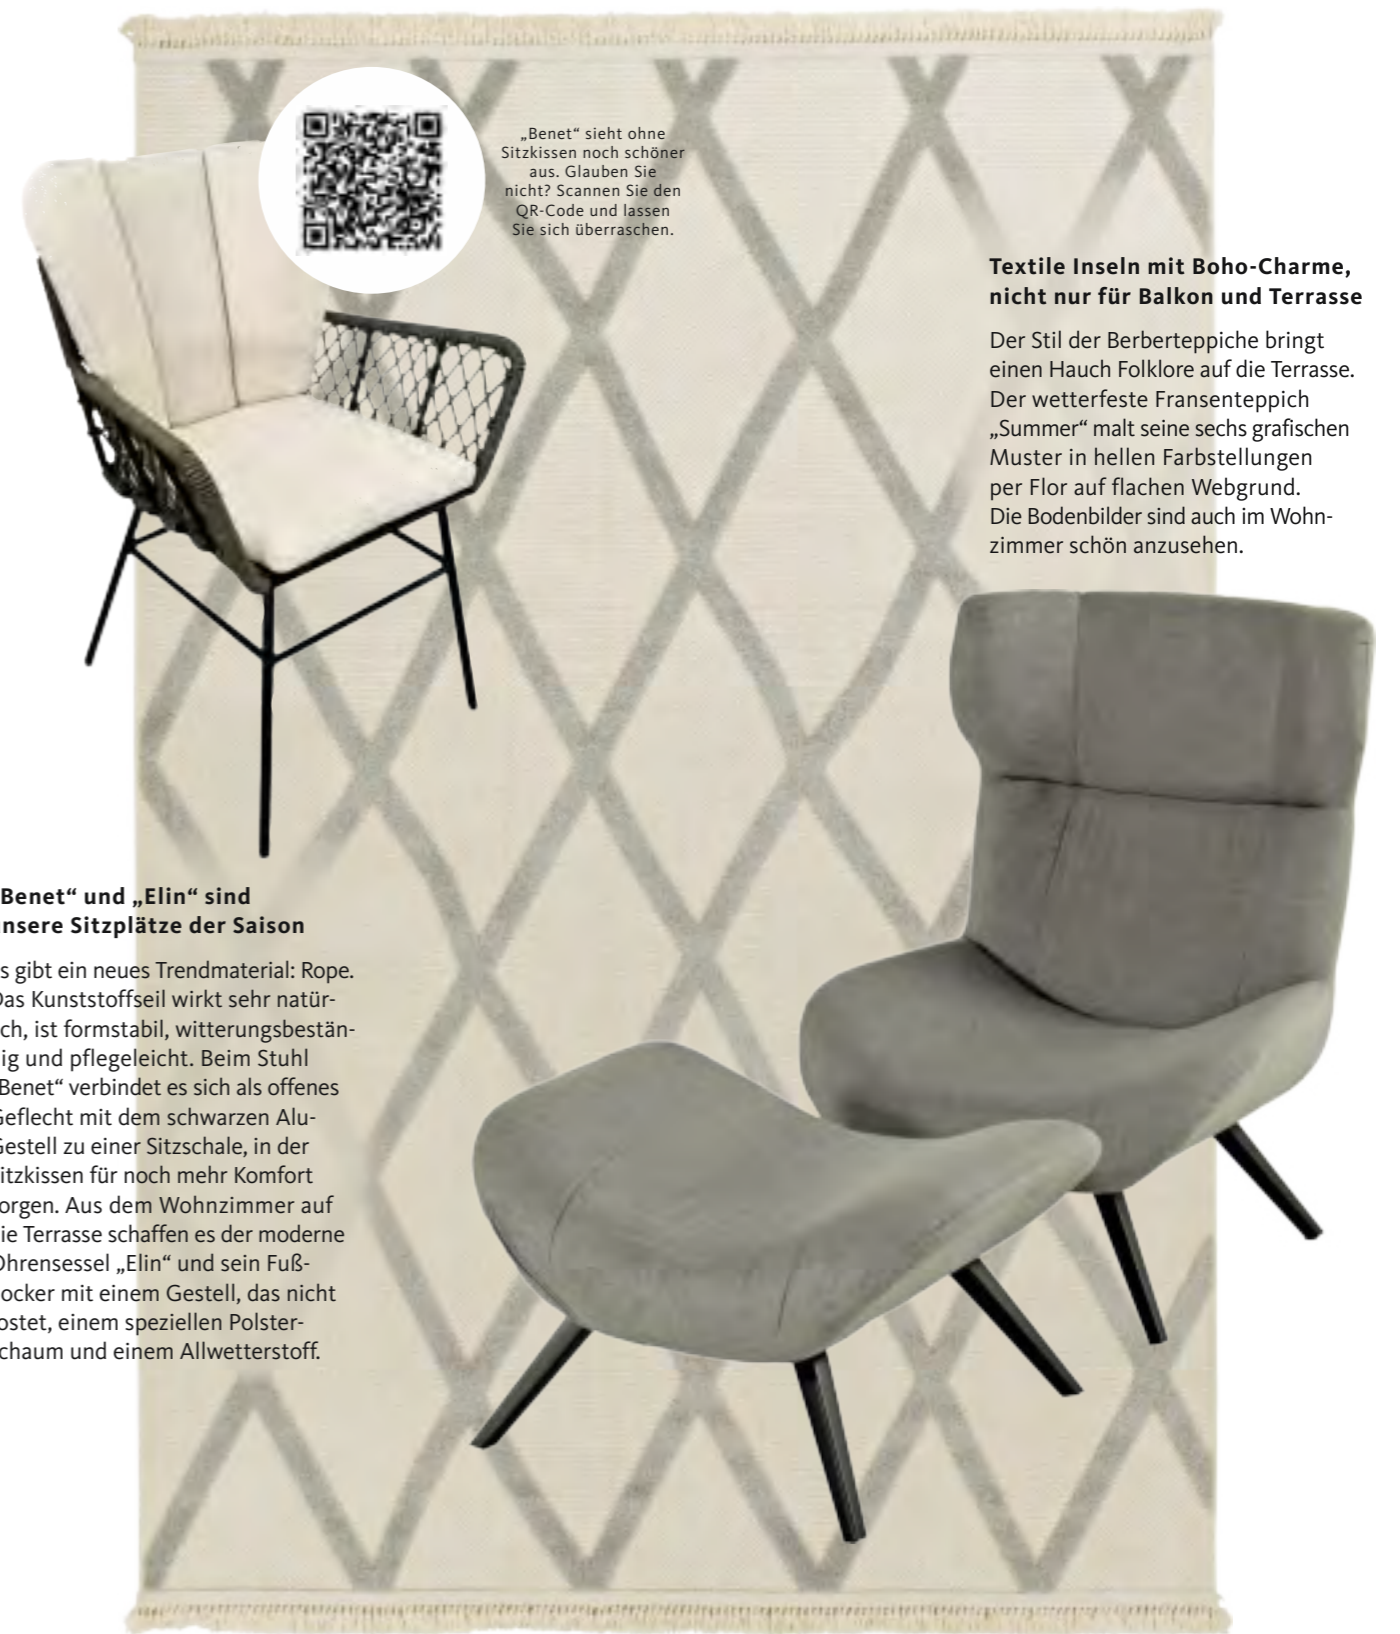 „Benet“ sieht ohne
Sitzkissen noch schöner
aus. Glauben Sie
nicht? Scannen Sie den
QR-Code und lassen
Sie sich überraschen.
Textile Inseln mit Boho-Charme,
nicht nur für Balkon und Terrasse
Der Stil der Berberteppiche bringt
einen Hauch Folklore auf die Terrasse.
Der wetterfeste Fransenteppich
„Summer“ malt seine sechs grafischen
Muster in hellen Farbstellungen
per Flor auf flachen Webgrund.
Die Bodenbilder sind auch im Wohn-
zimmer schön anzusehen.
Benet“ und „Elin“ sind
nsere Sitzplätze der Saison
s gibt ein neues Trendmaterial: Rope.
Das Kunststoffseil wirkt sehr natür-
ch, ist formstabil, witterungsbestän-
ig und pflegeleicht. Beim Stuhl
Benet“ verbindet es sich als offenes
Geflecht mit dem schwarzen Alu-
Gestell zu einer Sitzschale, in der
itzkissen für noch mehr Komfort
orgen. Aus dem Wohnzimmer auf
ie Terrasse schaffen es der moderne
Ohrensessel „Elin“ und sein Fuß-
ocker mit einem Gestell, das nicht
ostet, einem speziellen Polster-
chaum und einem Allwetterstoff.